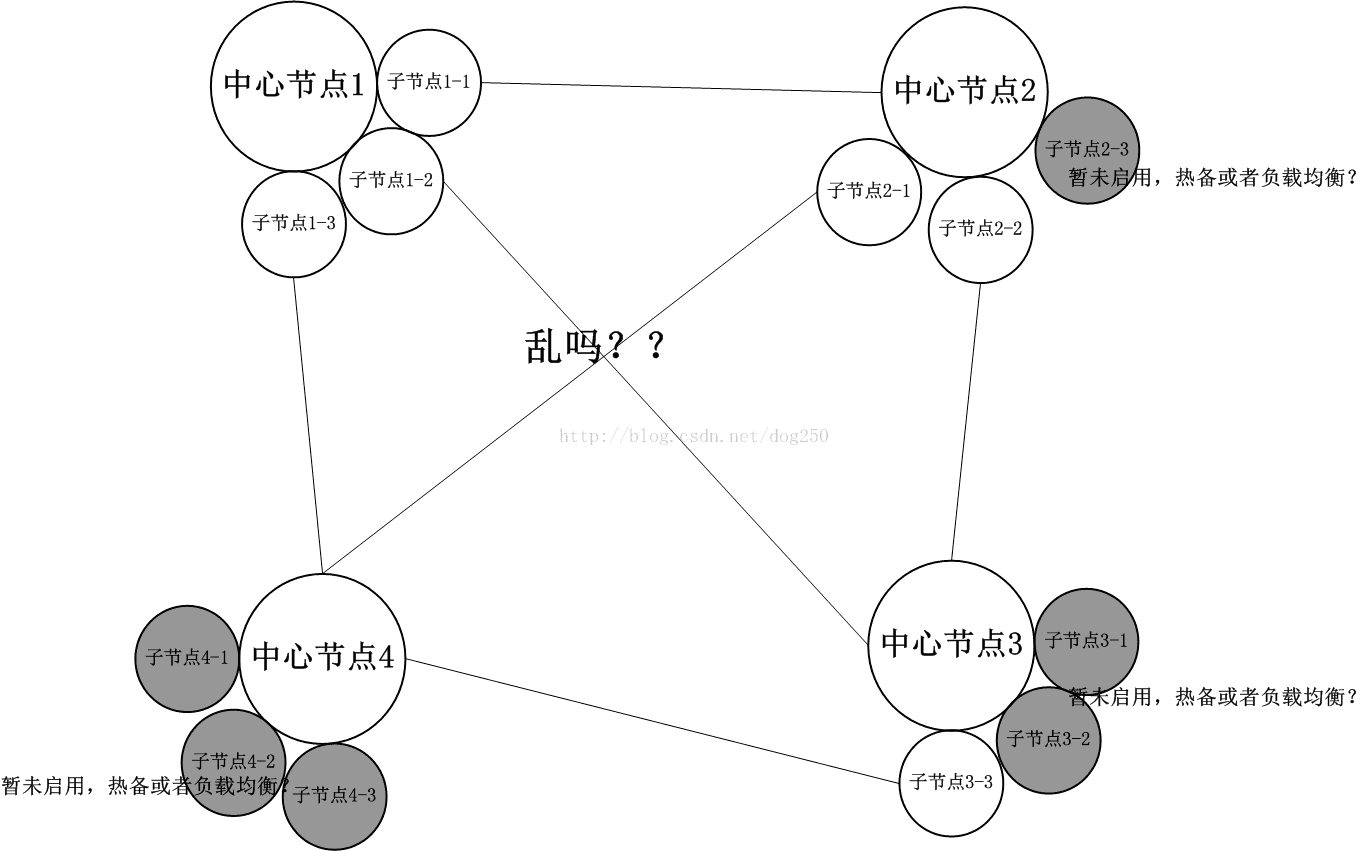 中心节点1
子节点1-1
子节点1-2
子节点1-3
中心节点2
子节点2-3
暂未启用，热备或者负载均衡？
子节点2-1
子节点2-2
乱吗？？
http://blog.csdn.net/dog250
中心节点4
子节点4-1
子节点4-2
暂未启用，热备或者负载均衡？
子节点4-3
中心节点3
子节点3-1
暂未启用，热备或者负载均衡？
子节点3-2
子节点3-3